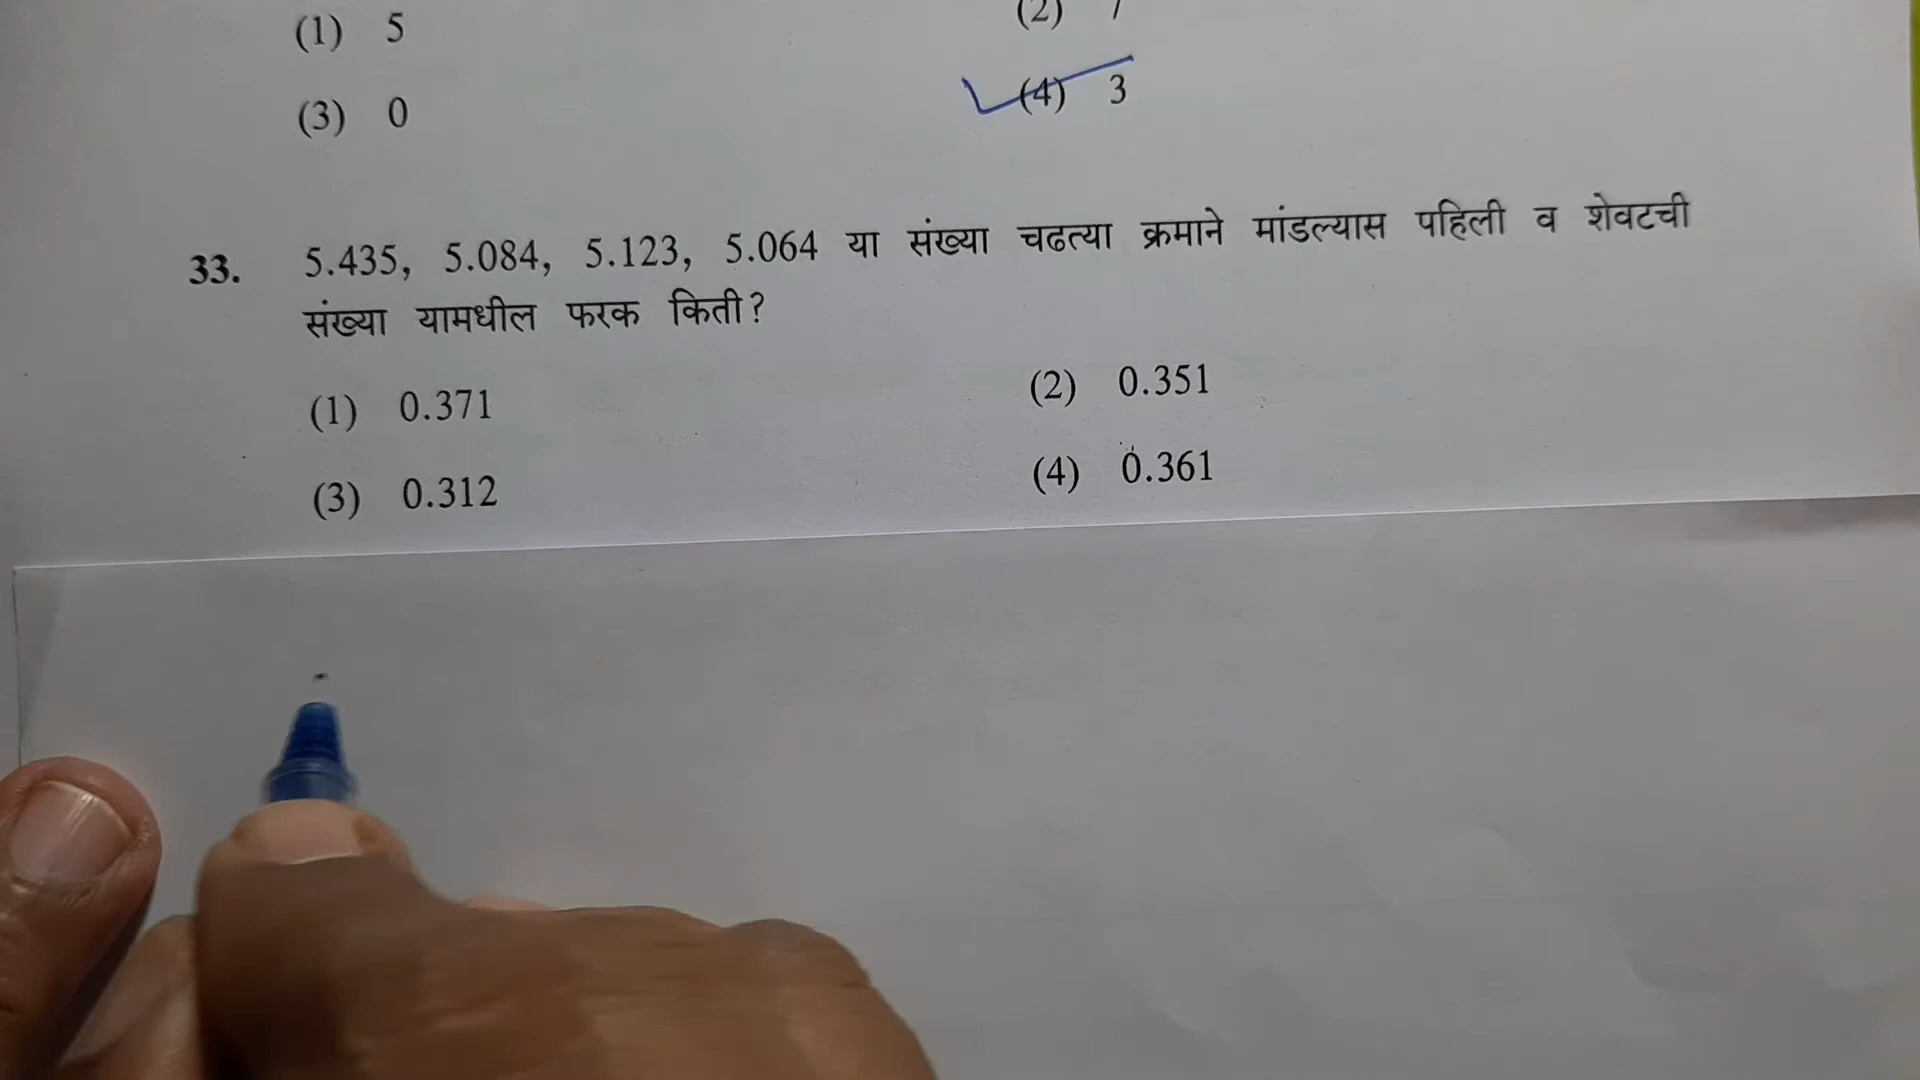 (1) 5 (2)
(3) 0 (4) 3
33. 5.435, 5.084, 5.123, 5.064 या संख्या चढत्या क्रमाने मांडल्यास पहिली व शेवटची
संख्या यामधील फरक किती?
(1) 0.371 (2) 0.351
(3) 0.312 (4) 0.361